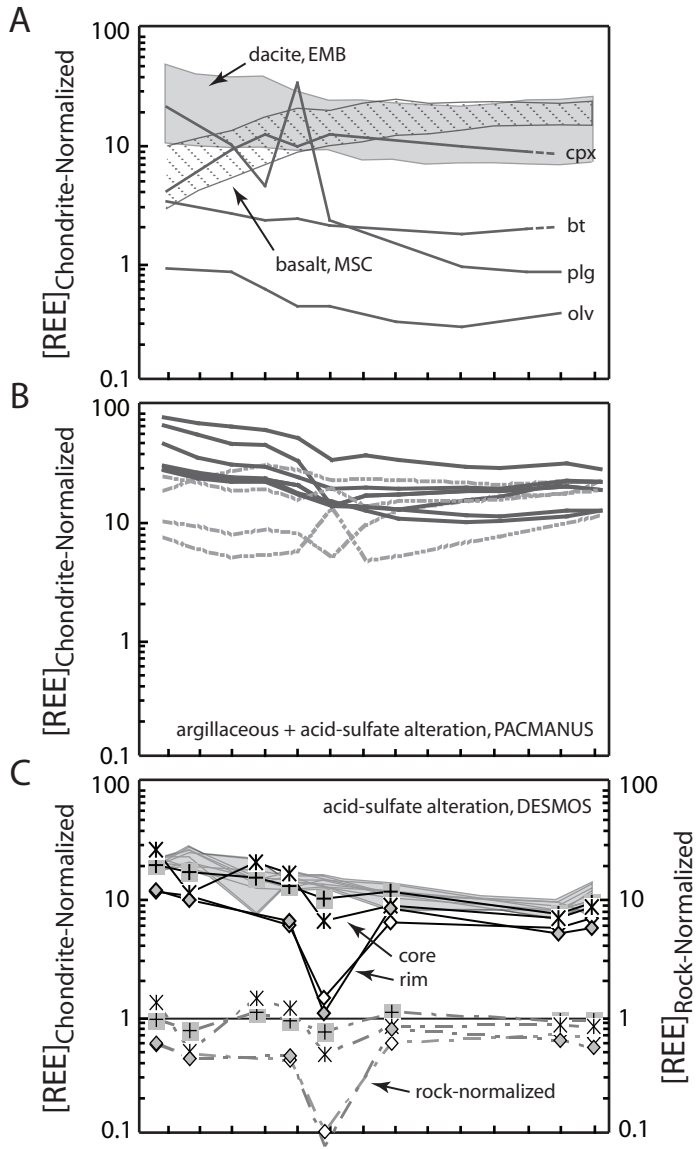 A
100
10
1
0.1
[REE]Chondrite-Normalized
dacite, EMB
basalt, MSC
cpx
bt
plg
olv
B
100
10
1
0.1
[REE]Chondrite-Normalized
argillaceous + acid-sulfate alteration, PACMANUS
C
100
10
1
0.1
[REE]Chondrite-Normalized
acid-sulfate alteration, DESMOS
core
rim
rock-normalized
100
10
1
0.1
[REE]Rock-Normalized